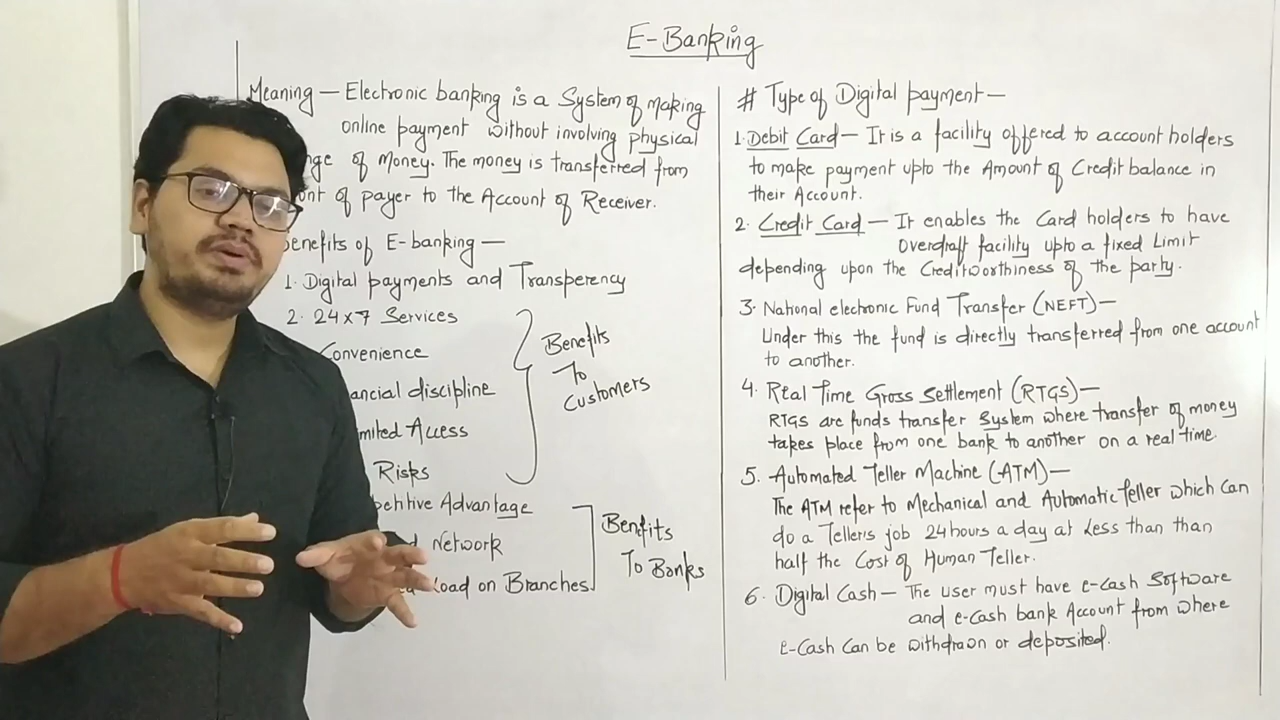 E-Banking
Meaning — Electronic banking is a System of making
online payment without involving physical
nge of Money. The money is transferred from
ont of payer to the Account of Receiver.
Benefits of E-banking —
1. Digital payments and Transperency
2. 24x7 Services
Convenience
ancial discipline
imited Access
Risks
petitive Advantage
Network
Load on Branches
Benefits
To
Customers
Benefits
To Banks
# Type of Digital payment —
1. Debit Card — It is a facility offered to account holders
to make payment upto the Amount of Credit balance in
their Account.
2. Credit Card — It enables the Card holders to have
Overdraft facility upto a fixed Limit
depending upon the Creditworthiness of the party.
3. National electronic Fund Transfer (NEFT) —
Under this the fund is directly transferred from one account
to another.
4. Real Time Gross Settlement (RTGS) —
RTGS are funds transfer System where transfer of money
takes place from one bank to another on a real time.
5. Automated Teller Machine (ATM) —
The ATM refer to Mechanical and Automatic Teller which Can
do a Teller's job 24 hours a day at Less than than
half the Cost of Human Teller.
6. Digital Cash — The user must have e-cash Software
and e-Cash bank Account from where
e-Cash Can be withdrawn or deposited.